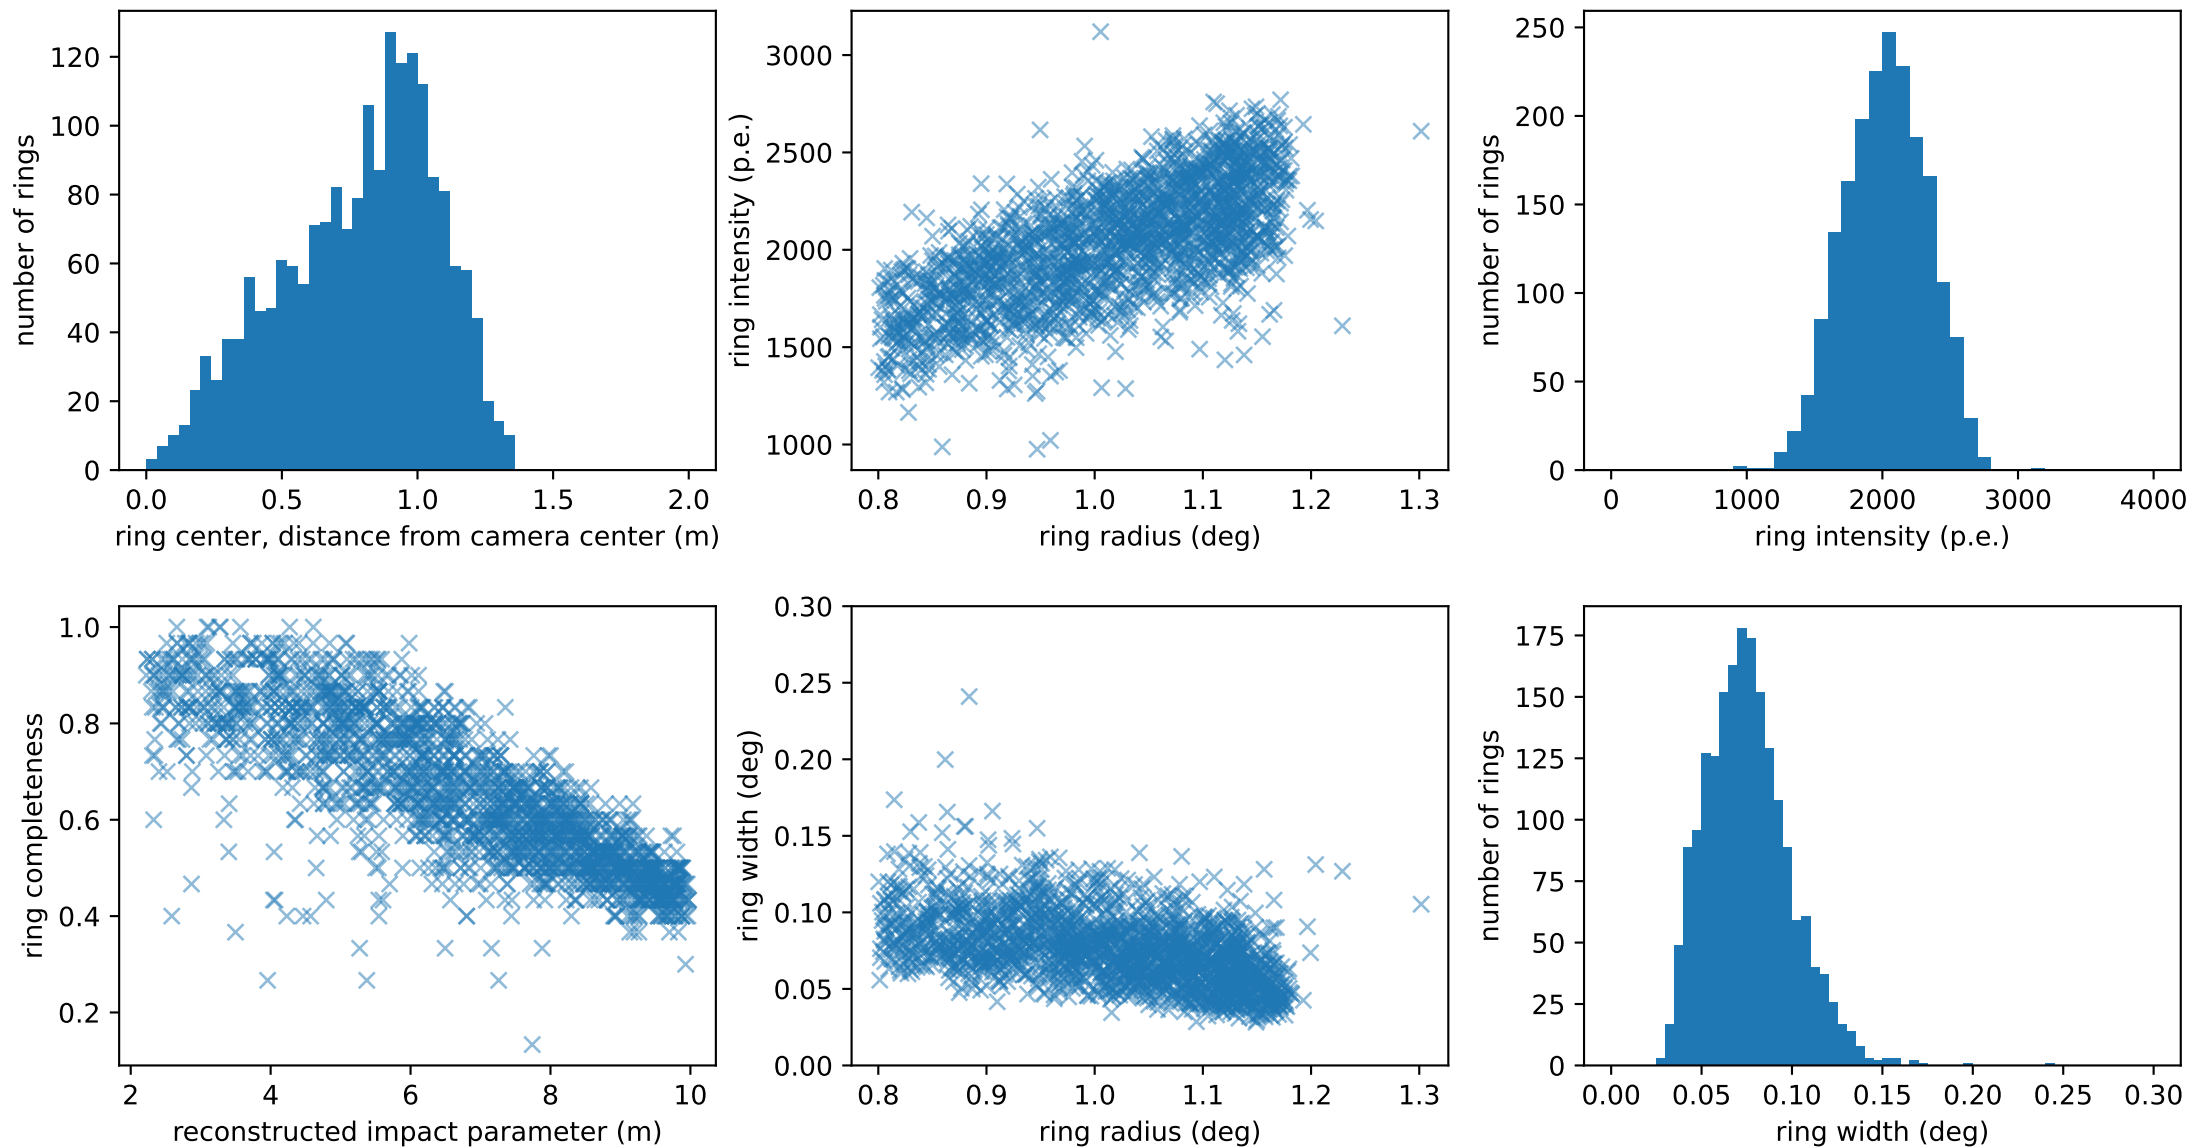 120
100
80
60
40
20
0
number of rings
0.0 0.5 1.0 1.5 2.0
ring center, distance from camera center (m)
3000
2500
2000
1500
1000
ring intensity (p.e.)
0.8 0.9 1.0 1.1 1.2 1.3
ring radius (deg)
250
200
150
100
50
0
number of rings
0 1000 2000 3000 4000
ring intensity (p.e.)
1.0
0.8
0.6
0.4
0.2
ring completeness
2 4 6 8 10
reconstructed impact parameter (m)
0.30
0.25
0.20
0.15
0.10
0.05
0.00
ring width (deg)
0.8 0.9 1.0 1.1 1.2 1.3
ring radius (deg)
175
150
125
100
75
50
25
0
number of rings
0.00 0.05 0.10 0.15 0.20 0.25 0.30
ring width (deg)